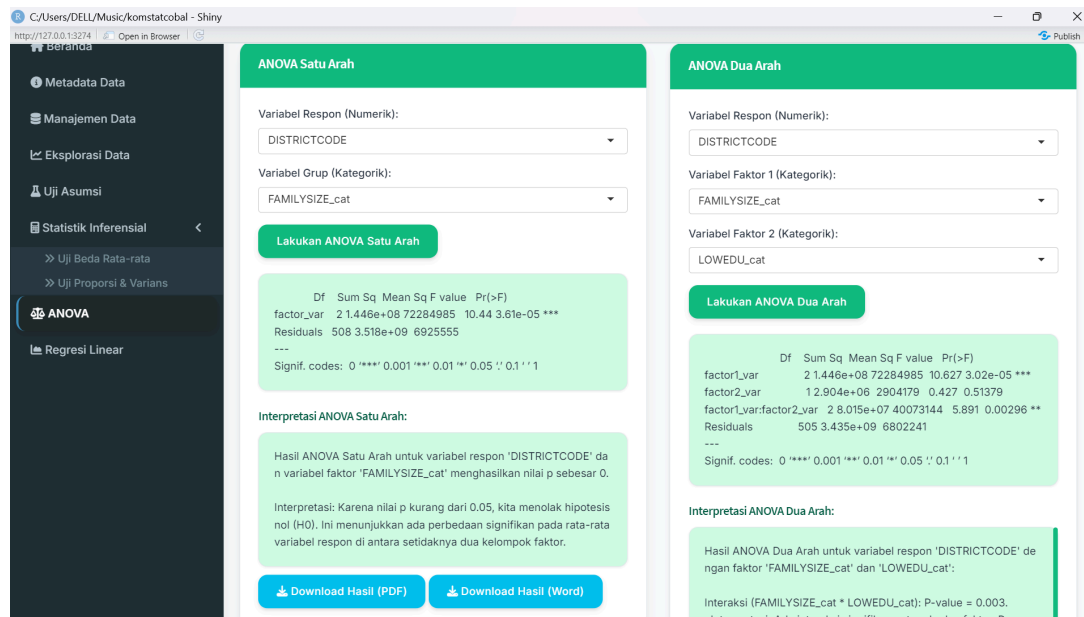 C:/Users/DELL/Music/komstatcobal - Shiny
http://127.0.0.1:3274
Open in Browser
Publish
Beranda
Metadata Data
Manajemen Data
Eksplorasi Data
Uji Asumsi
Statistik Inferensial
Uji Beda Rata-rata
Uji Proporsi & Varians
ANOVA
Regresi Linear
ANOVA Satu Arah
Variabel Respon (Numerik):
DISTRICTCODE
Variabel Grup (Kategorik):
FAMILYSIZE_cat
Lakukan ANOVA Satu Arah
Df Sum Sq Mean Sq F value Pr(>F)
factor_var 2 1.446e+08 72284985 10.44 3.61e-05 ***
Residuals 508 3.518e+09 6925555
---
Signif. codes: 0 '***' 0.001 '**' 0.01 '*' 0.05 '.' 0.1 ' ' 1
Interpretasi ANOVA Satu Arah:
Hasil ANOVA Satu Arah untuk variabel respon 'DISTRICTCODE' da
n variabel faktor 'FAMILYSIZE_cat' menghasilkan nilai p sebesar 0.
Interpretasi: Karena nilai p kurang dari 0.05, kita menolak hipotesis
nol (H0). Ini menunjukkan ada perbedaan signifikan pada rata-rata
variabel respon di antara setidaknya dua kelompok faktor.
Download Hasil (PDF)
Download Hasil (Word)
ANOVA Dua Arah
Variabel Respon (Numerik):
DISTRICTCODE
Variabel Faktor 1 (Kategorik):
FAMILYSIZE_cat
Variabel Faktor 2 (Kategorik):
LOWEDU_cat
Lakukan ANOVA Dua Arah
Df Sum Sq Mean Sq F value Pr(>F)
factor1_var 2 1.446e+08 72284985 10.627 3.02e-05 ***
factor2_var 1 2.904e+06 2904179 0.427 0.51379
factor1_var:factor2_var 2 8.015e+07 40073144 5.891 0.00296 **
Residuals 505 3.435e+09 6802241
---
Signif. codes: 0 '***' 0.001 '**' 0.01 '*' 0.05 '.' 0.1 ' ' 1
Interpretasi ANOVA Dua Arah:
Hasil ANOVA Dua Arah untuk variabel respon 'DISTRICTCODE' de
ngan faktor 'FAMILYSIZE_cat' dan 'LOWEDU_cat':
Interaksi (FAMILYSIZE_cat * LOWEDU_cat): P-value = 0.003.